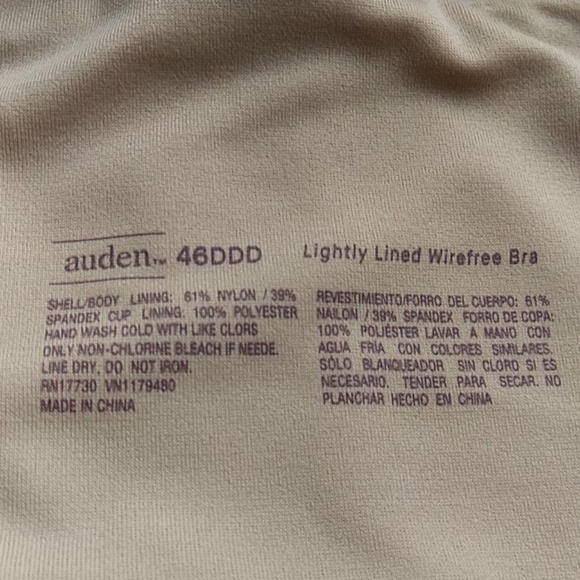 auden™ 46DDD
Lightly Lined Wirefree Bra
SHELL/BODY LINING: 61% NYLON / 39%
SPANDEX CUP LINING: 100% POLYESTER
HAND WASH COLD WITH LIKE CLORS
ONLY NON-CHLORINE BLEACH IF NEEDE.
LINE DRY, DO NOT IRON.
RN17730 VN1179480
MADE IN CHINA
REVESTIMIENTO/FORRO DEL CUERPO: 61%
NAILON / 39% SPANDEX FORRO DE COPA:
100% POLIÉSTER LAVAR A MANO CON
AGUA FRÍA CON COLORES SIMILARES.
SÓLO BLANQUEADOR SIN CLORO SI ES
NECESARIO. TENDER PARA SECAR. NO
PLANCHAR HECHO EN CHINA